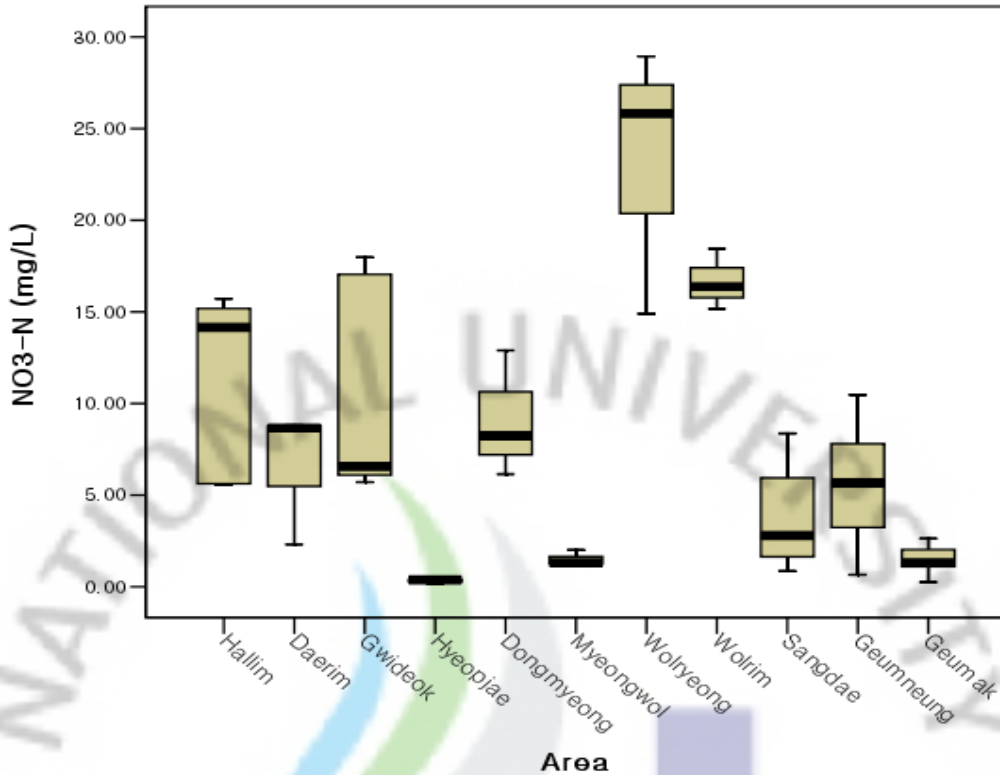 30.00
25.00
20.00
15.00
10.00
5.00
0.00
NO3-N (mg/L)
Hallim
Daerim
Gwideok
Hyeopjae
Dongmyeong
Myeongwol
Wolryeong
Wolrim
Sangdae
Geumneung
Geumak
Area
NATIONAL UNIVERSITY